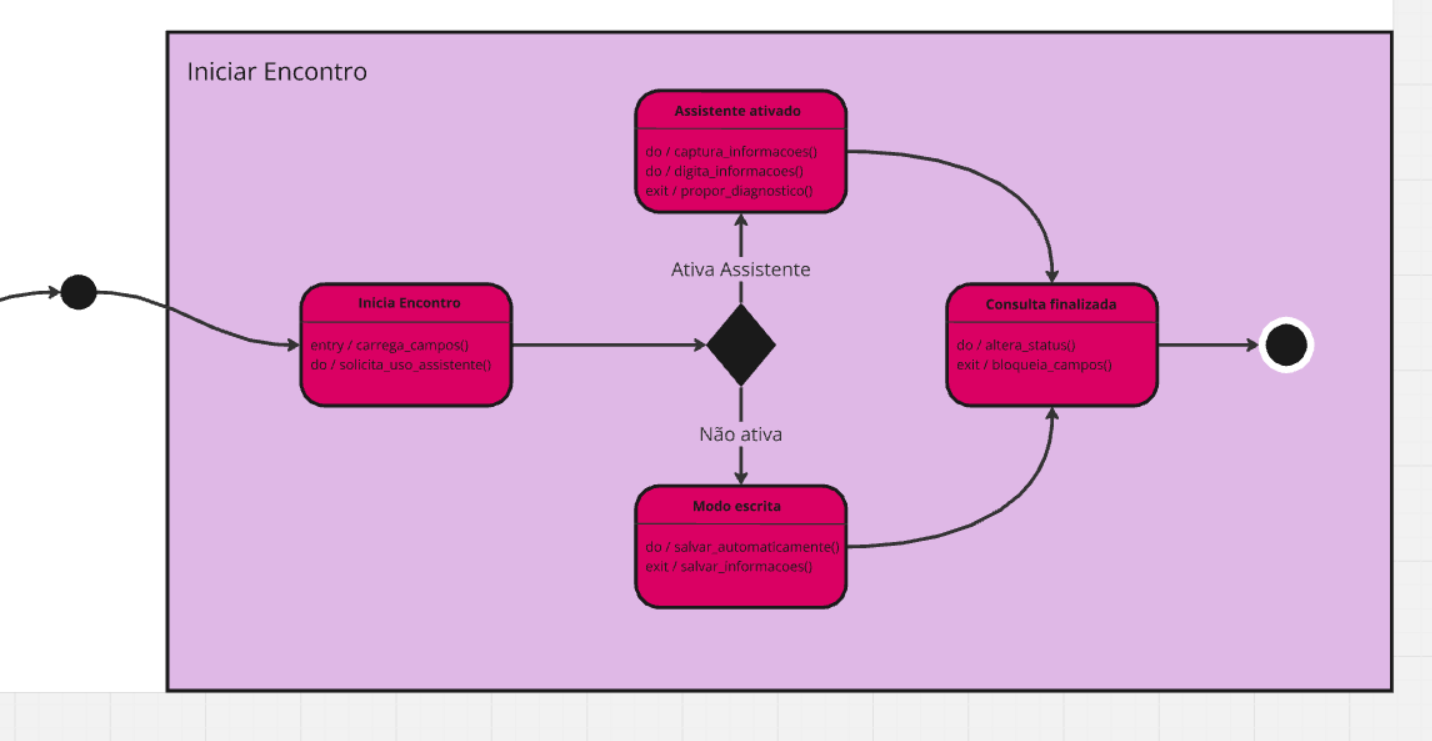 Iniciar Encontro
Assistente ativado
do / captura_informacoes()
do / digita_informacoes()
exit / propor_diagnostico()
Ativa Assistente
Inicia Encontro
entry / carrega_campos()
do / solicita_uso_assistente()
Consulta finalizada
do / altera_status()
exit / bloqueia_campos()
Não ativa
Modo escrita
do / salvar_automaticamente()
exit / salvar_informacoes()